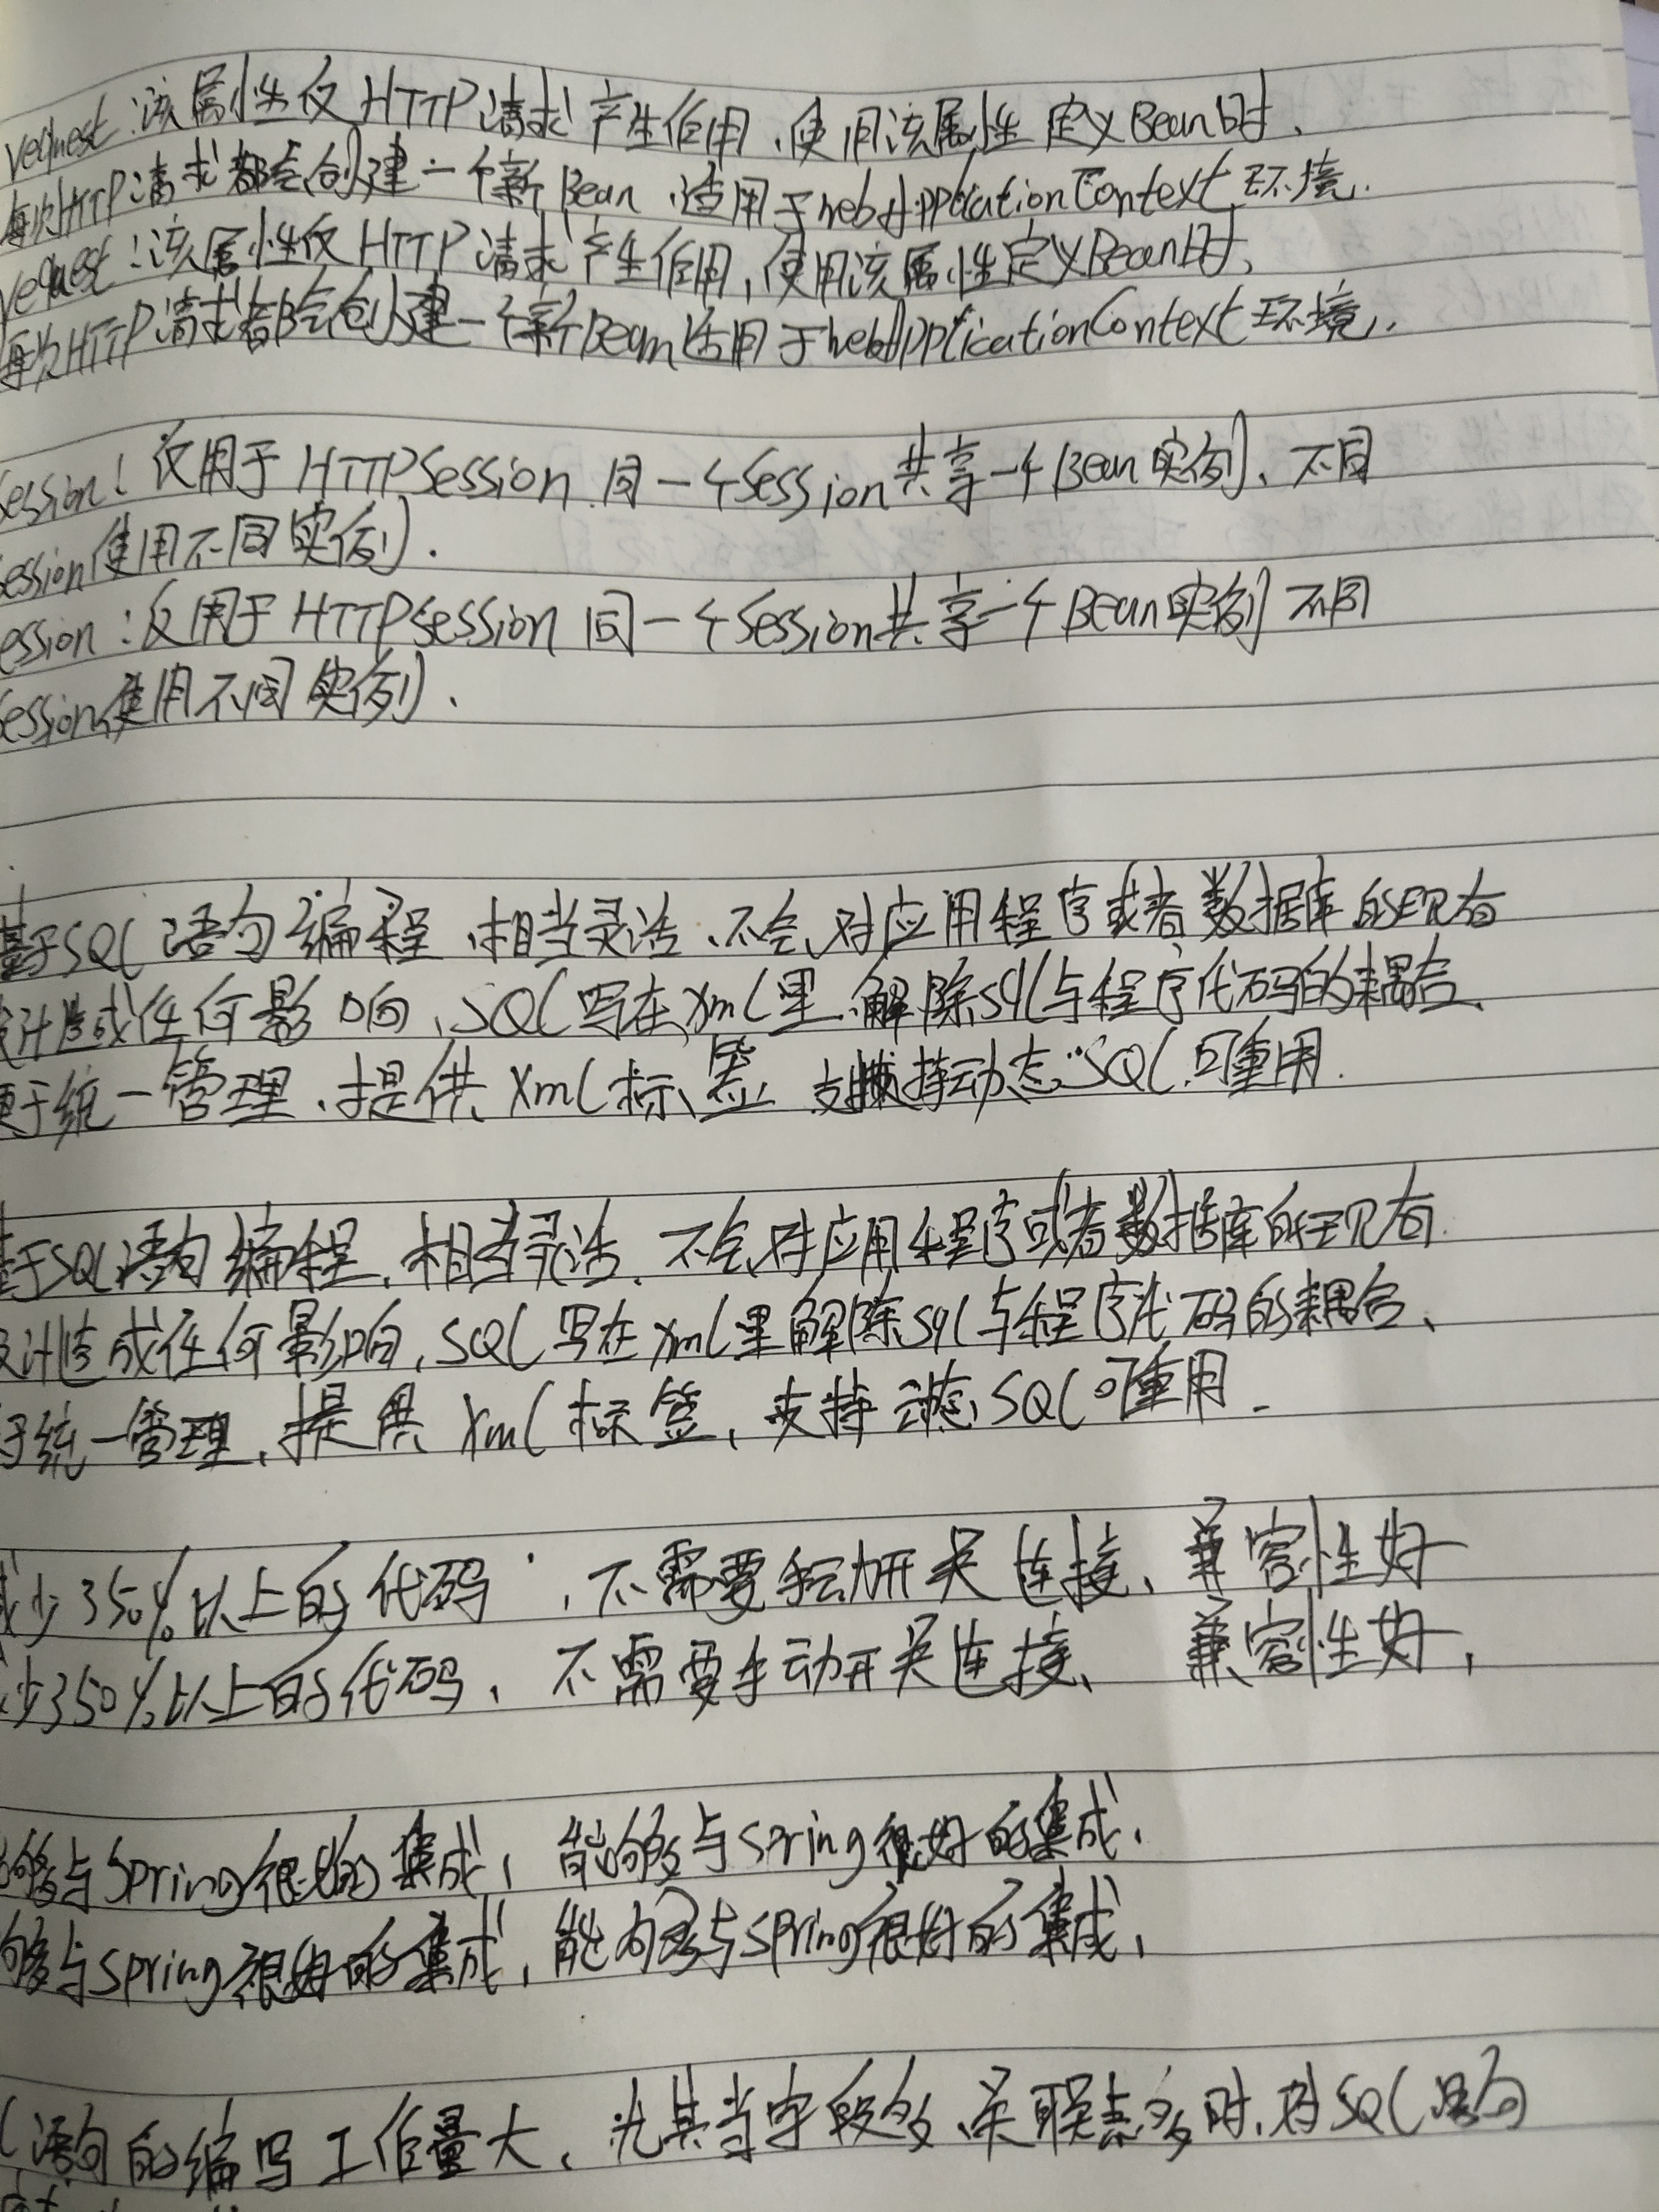 request:该属性仅HTTP请求产生作用,使用该属性定义Bean时,
每次HTTP请求都会创建一个新Bean,适用于webApplicationContext环境.
request:该属性仅HTTP请求产生作用,使用该属性定义Bean时,
每次HTTP请求都会创建一个新Bean适用于webApplicationContext环境.
session:仅用于HTTPSession.同一个Session共享一个Bean实例,不同
ession使用不同实例.
ession:仅用于HTTPSession 同一个Session共享一个Bean实例 不同
session使用不同实例.
基于SQL语句编程,相当灵活,不会对应用程序或者数据库的现有
设计造成任何影响,SQL写在xml里,解除sql与程序代码的耦合,
便于统一管理,提供xml标签 支持动态SQL可重用.
基于SQL语句编程,相当灵活,不会对应用程序或者数据库的现有
设计造成任何影响,SQL写在xml里解除sql与程序代码的耦合,
于统一管理,提供xml标签,支持动态SQL可重用.
减少350%以上的代码,不需要手动开关连接,兼容性好
少350%以上的代码,不需要手动开关连接,兼容性好,
够与Spring很好的集成,能够与Spring很好的集成,
够与Spring很好的集成,能够与Spring很好的集成,
语句的编写工作量大,尤其当字段多,关联表多时,对SQL语句